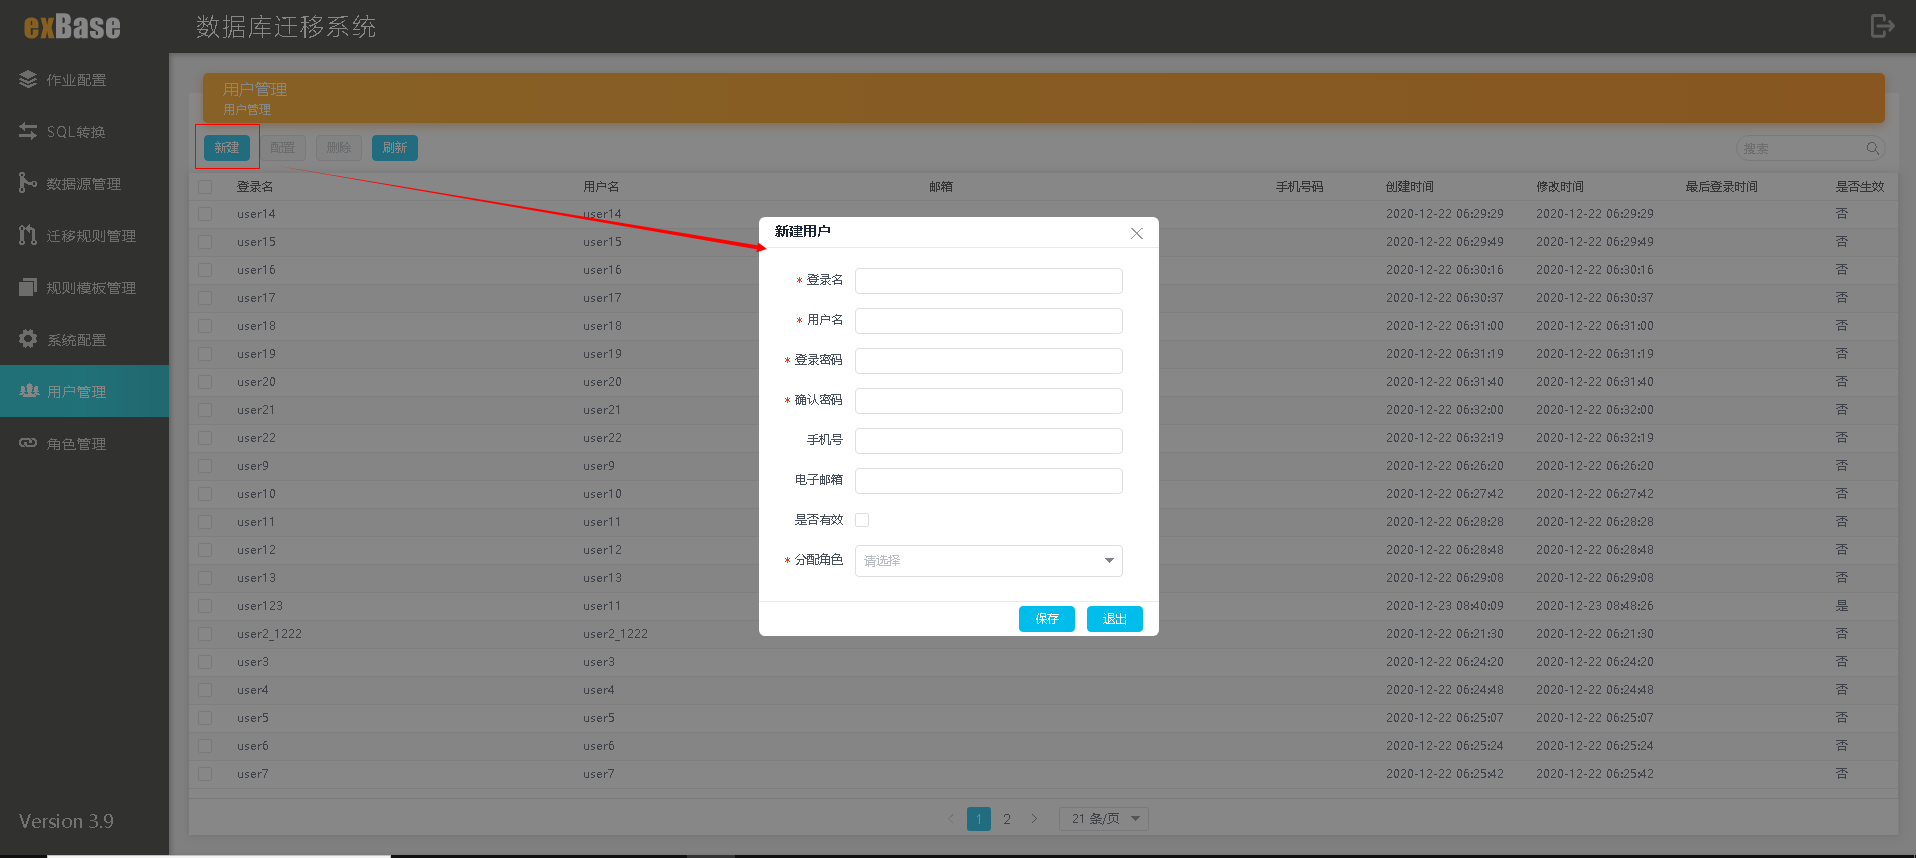 exBase
数据库迁移系统
作业配置
SQL转换
数据源管理
迁移规则管理
规则模板管理
系统配置
用户管理
角色管理
Version 3.9
用户管理
用户管理
新建 配置 删除 刷新 搜索
登录名 用户名 邮箱 手机号码 创建时间 修改时间 最后登录时间 是否生效
user14 user14 2020-12-22 06:29:29 2020-12-22 06:29:29 否
user15 user15 2020-12-22 06:29:49 2020-12-22 06:29:49 否
user16 user16 2020-12-22 06:30:16 2020-12-22 06:30:16 否
user17 user17 2020-12-22 06:30:37 2020-12-22 06:30:37 否
user18 user18 2020-12-22 06:31:00 2020-12-22 06:31:00 否
user19 user19 2020-12-22 06:31:19 2020-12-22 06:31:19 否
user20 user20 2020-12-22 06:31:40 2020-12-22 06:31:40 否
user21 user21 2020-12-22 06:32:00 2020-12-22 06:32:00 否
user22 user22 2020-12-22 06:32:19 2020-12-22 06:32:19 否
user9 user9 2020-12-22 06:26:20 2020-12-22 06:26:20 否
user10 user10 2020-12-22 06:27:42 2020-12-22 06:27:42 否
user11 user11 2020-12-22 06:28:28 2020-12-22 06:28:28 否
user12 user12 2020-12-22 06:28:48 2020-12-22 06:28:48 否
user13 user13 2020-12-22 06:29:08 2020-12-22 06:29:08 否
user123 user11 2020-12-23 08:40:09 2020-12-23 08:48:26 是
user2_1222 user2_1222 2020-12-22 06:21:30 2020-12-22 06:21:30 否
user3 user3 2020-12-22 06:24:20 2020-12-22 06:24:20 否
user4 user4 2020-12-22 06:24:48 2020-12-22 06:24:48 否
user5 user5 2020-12-22 06:25:07 2020-12-22 06:25:07 否
user6 user6 2020-12-22 06:25:24 2020-12-22 06:25:24 否
user7 user7 2020-12-22 06:25:42 2020-12-22 06:25:42 否
1 2 21 条/页
新建用户
* 登录名
* 用户名
* 登录密码
* 确认密码
手机号
电子邮箱
是否有效
* 分配角色 请选择
保存 退出